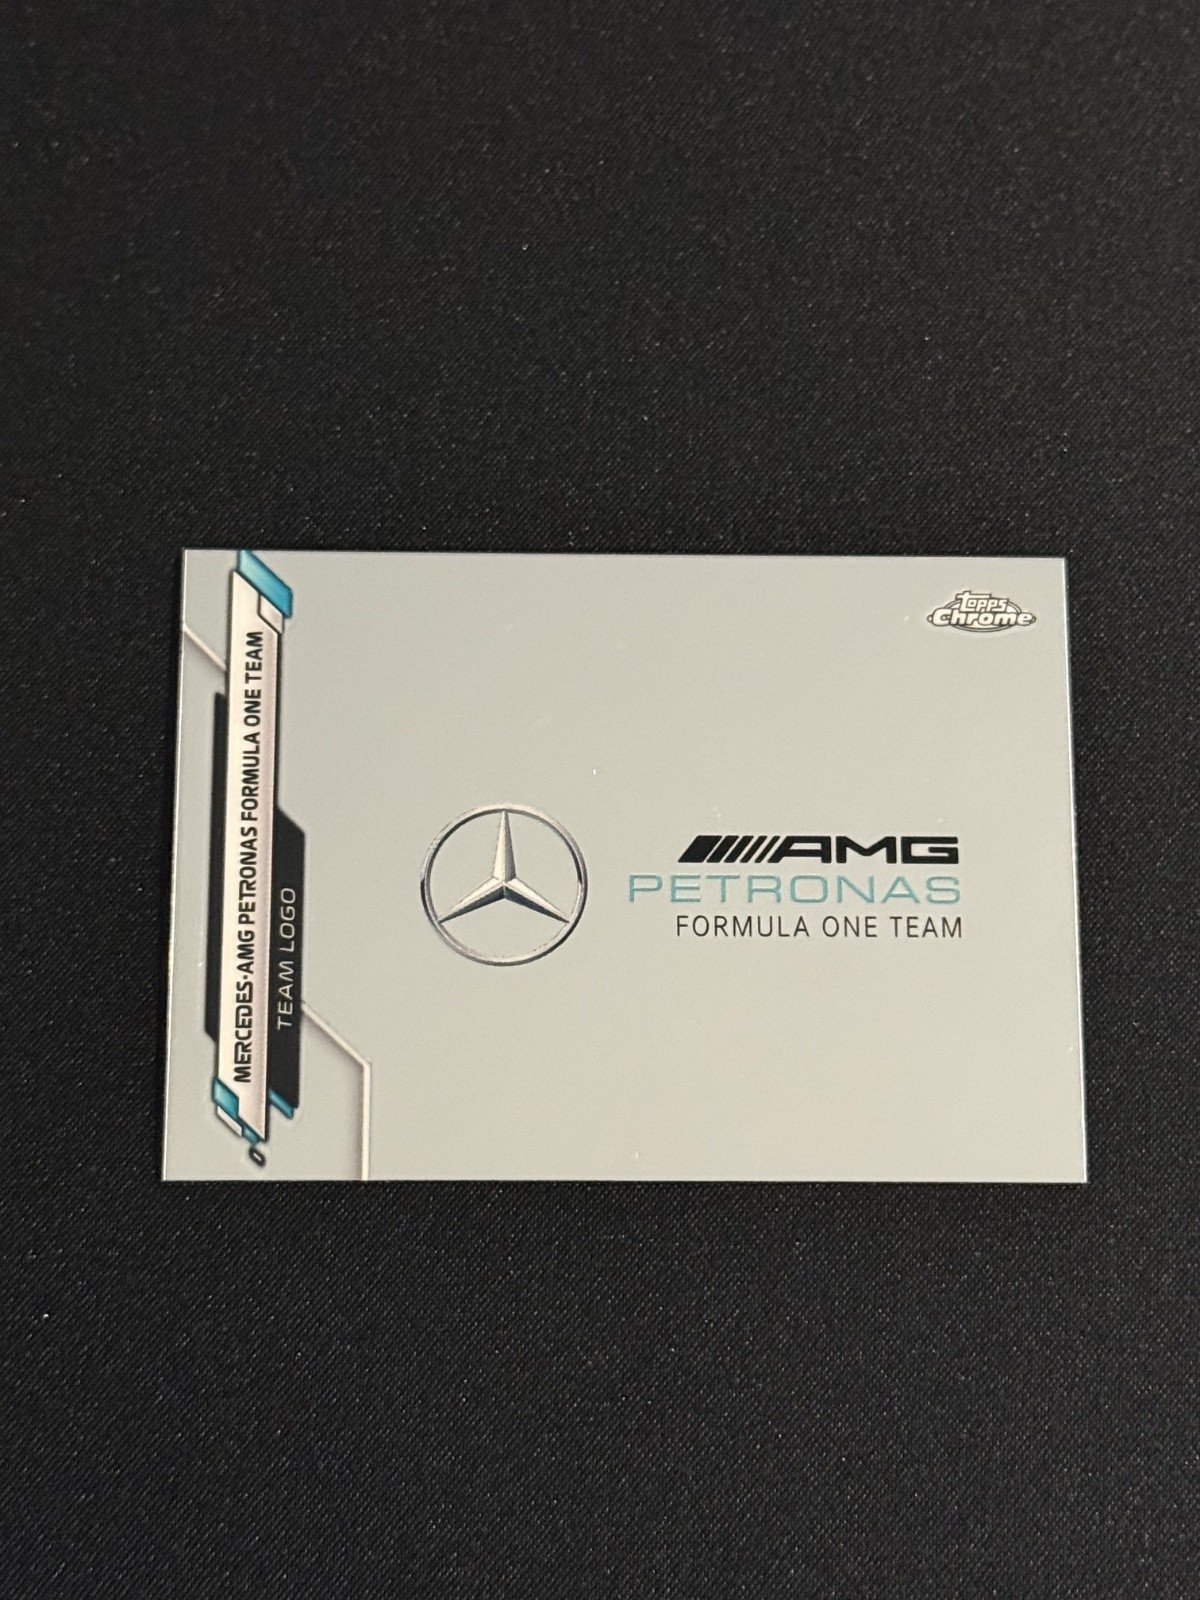 topps
Chrome
MERCEDES-AMG PETRONAS FORMULA ONE TEAM
TEAM LOGO
AMG
PETRONAS
FORMULA ONE TEAM